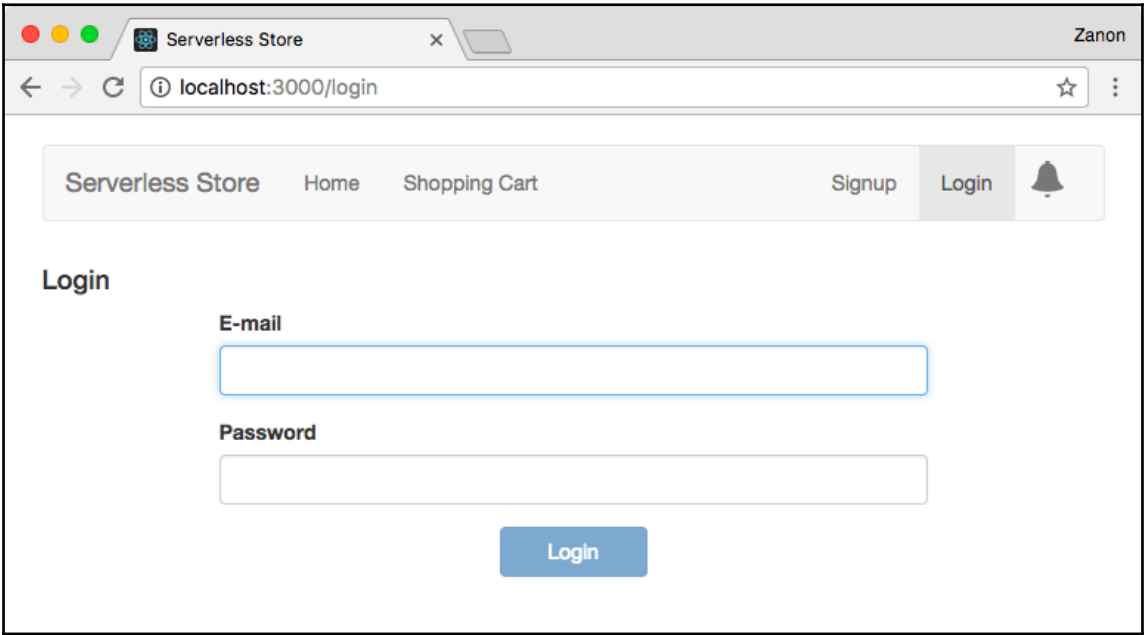 Serverless Store
Zanon
localhost:3000/login
Serverless Store Home Shopping Cart Signup Login
Login
E-mail
Password
Login